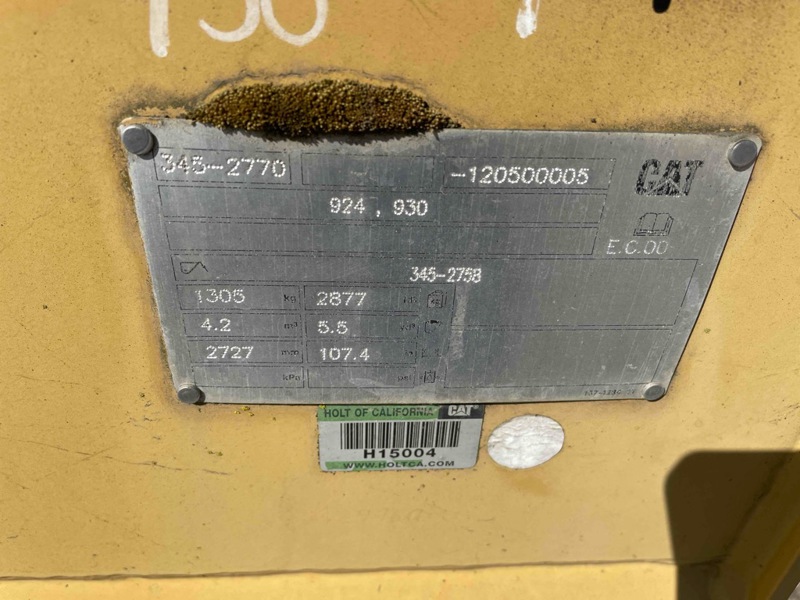 345-2770 -120500005 CAT
924 , 930
E.C.00
345-2758
1305 kg 2877
4.2 5.5
2727 mm 107.4
kPa
HOLT OF CALIFORNIA CAT
H15004
WWW.HOLTCA.COM